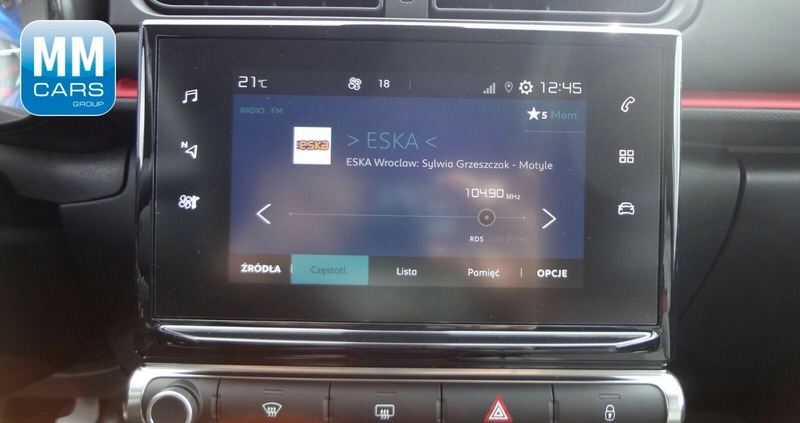 MM
CARS
GROUP
21°C 18 12:45
RADIO . FM
5 Mem
eska
> ESKA <
ESKA Wroclaw: Sylwia Grzeszczak - Motyle
N
104.90 MHz
RDS
ŹRÓDŁA Częstotl. Lista Pamięć OPCJE